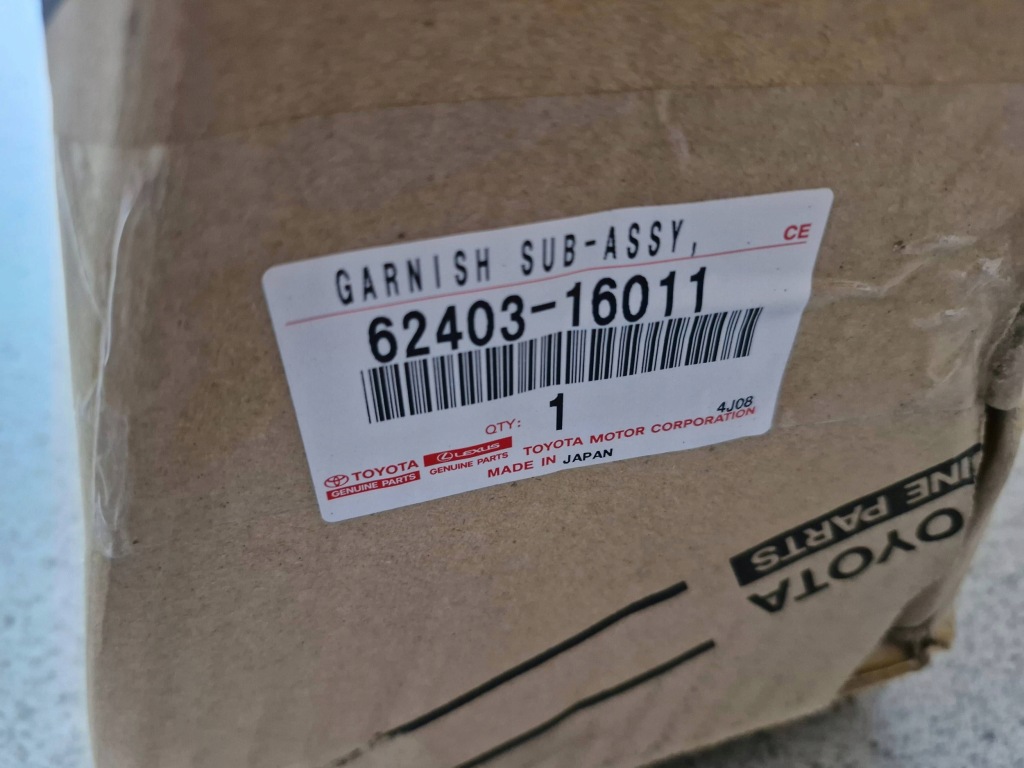 GARNISH SUB-ASSY,
CE
62403-16011
QTY: 1
4J08
TOYOTA LEXUS TOYOTA MOTOR CORPORATION
GENUINE PARTS GENUINE PARTS
MADE IN JAPAN
OYOTA
INE PARTS